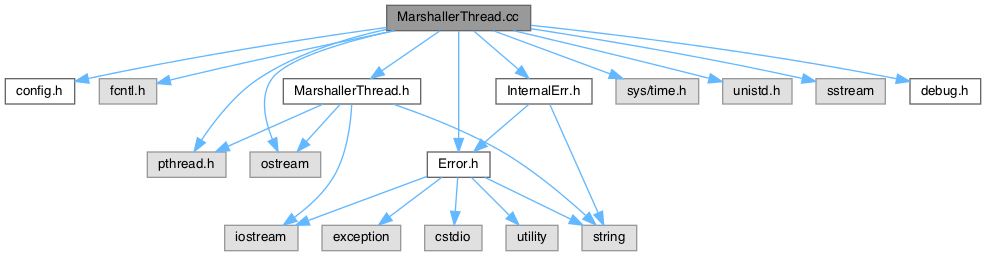 MarshallerThread.cc
config.h
fcntl.h
MarshallerThread.h
InternalErr.h
sys/time.h
unistd.h
sstream
debug.h
pthread.h
ostream
Error.h
iostream
exception
cstdio
utility
string